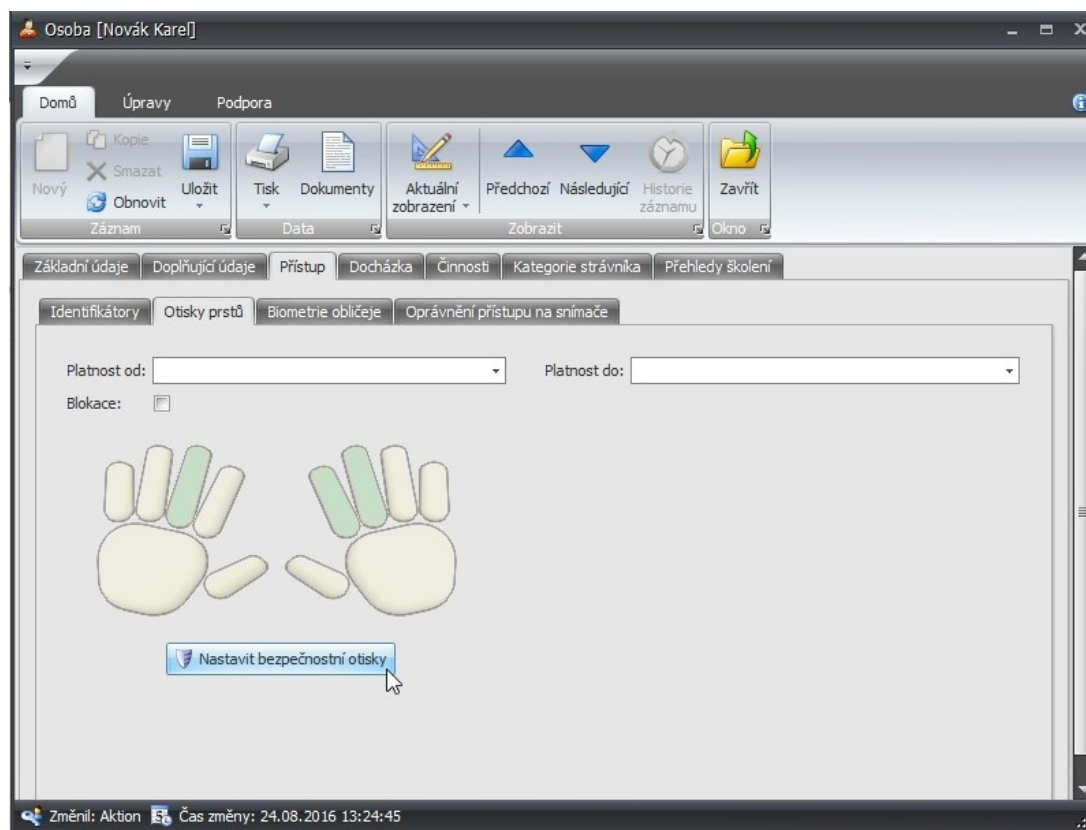 Osoba [Novák Karel]
Domů Úpravy Podpora
Nový Kopie Smazat Obnovit Uložit Tisk Dokumenty Aktuální zobrazení Předchozí Následující Historie záznamu Zavřít
Záznam Data Zobrazit Okno
Základní údaje Doplňující údaje Přístup Docházka Činnosti Kategorie strávníka Přehledy školení
Identifikátory Otisky prstů Biometrie obličeje Oprávnění přístupu na snímače
Platnost od: Platnost do:
Blokace:
Nastavit bezpečnostní otisky
Změnil: Aktion Čas změny: 24.08.2016 13:24:45